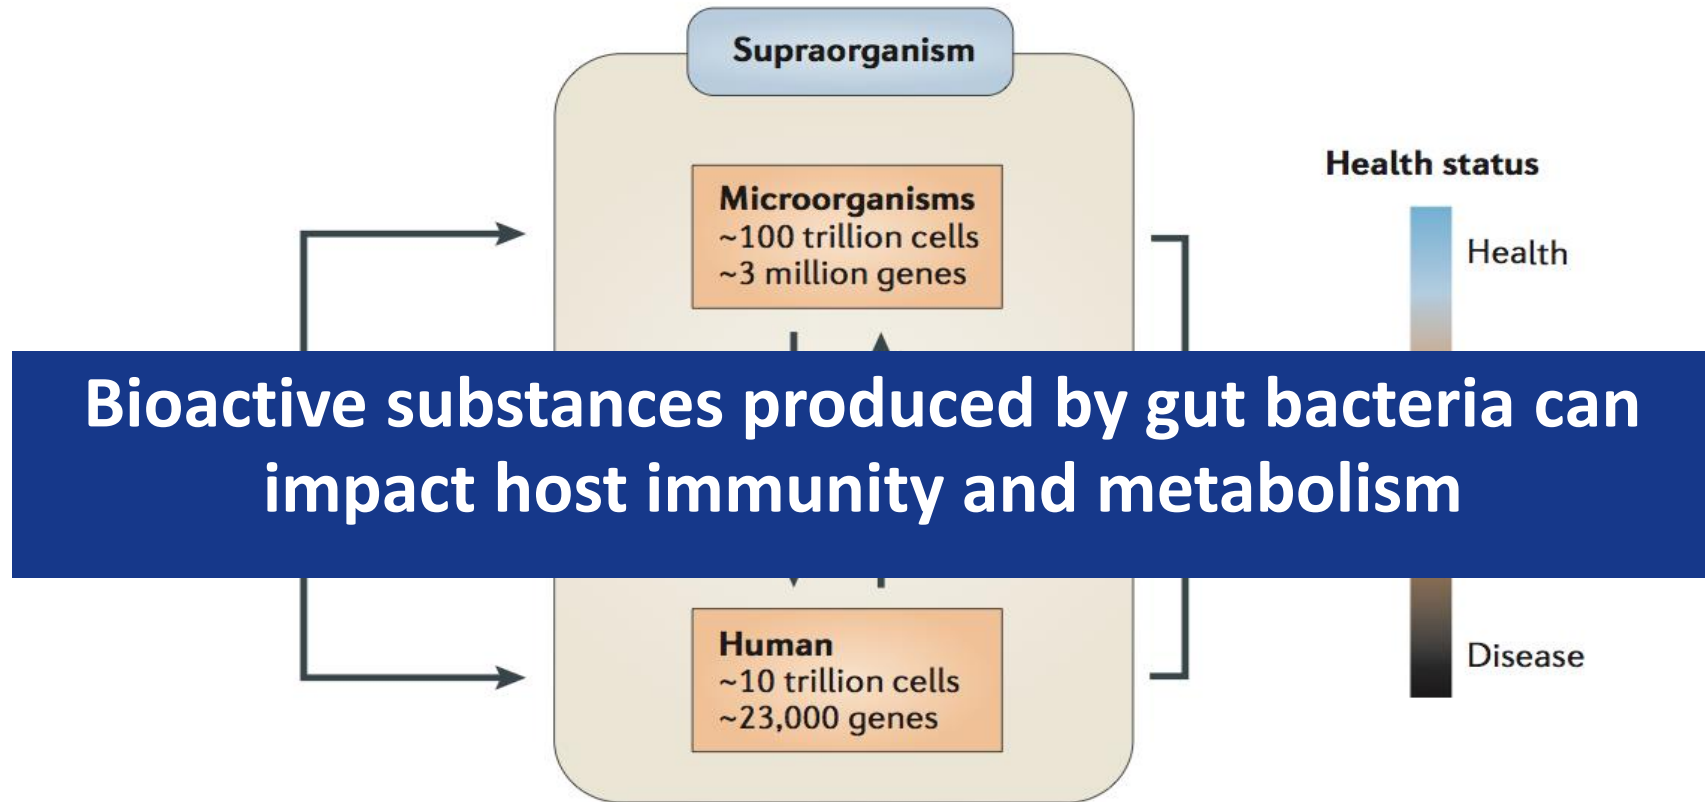 Supraorganism
Health status
Microorganisms
~100 trillion cells
~3 million genes
Health
Bioactive substances produced by gut bacteria can
impact host immunity and metabolism
Human
~10 trillion cells
~23,000 genes
Disease